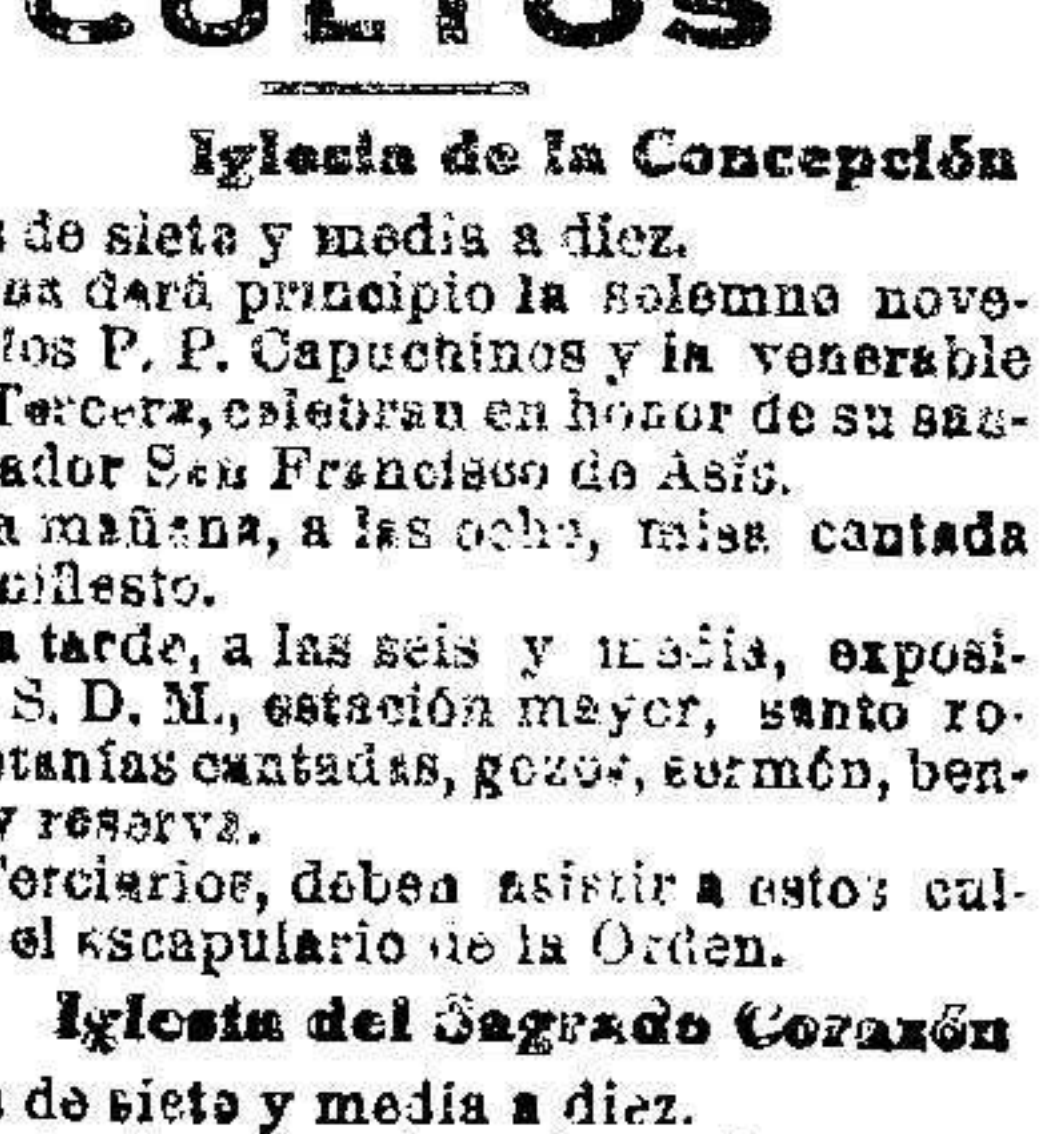 CULTOS
Iglesia de la Concepción
de siete y media a diez.
dará principio la solemne nove-
los P. P. Capuchinos y la venerable
Tercera, celebran en honor de su san-
ador San Francisco de Asís.
a mañana, a las ocho, misa cantada
nifiesto.
a tarde, a las seis y media, exposi-
S. D. M., estación mayor, santo ro-
etanías cantadas, gozos, sermón, ben-
y reserva.
Terciarios, deben asistir a estos cul-
el escapulario de la Orden.
Iglesia del Sagrado Corazón
de siete y media a diez.